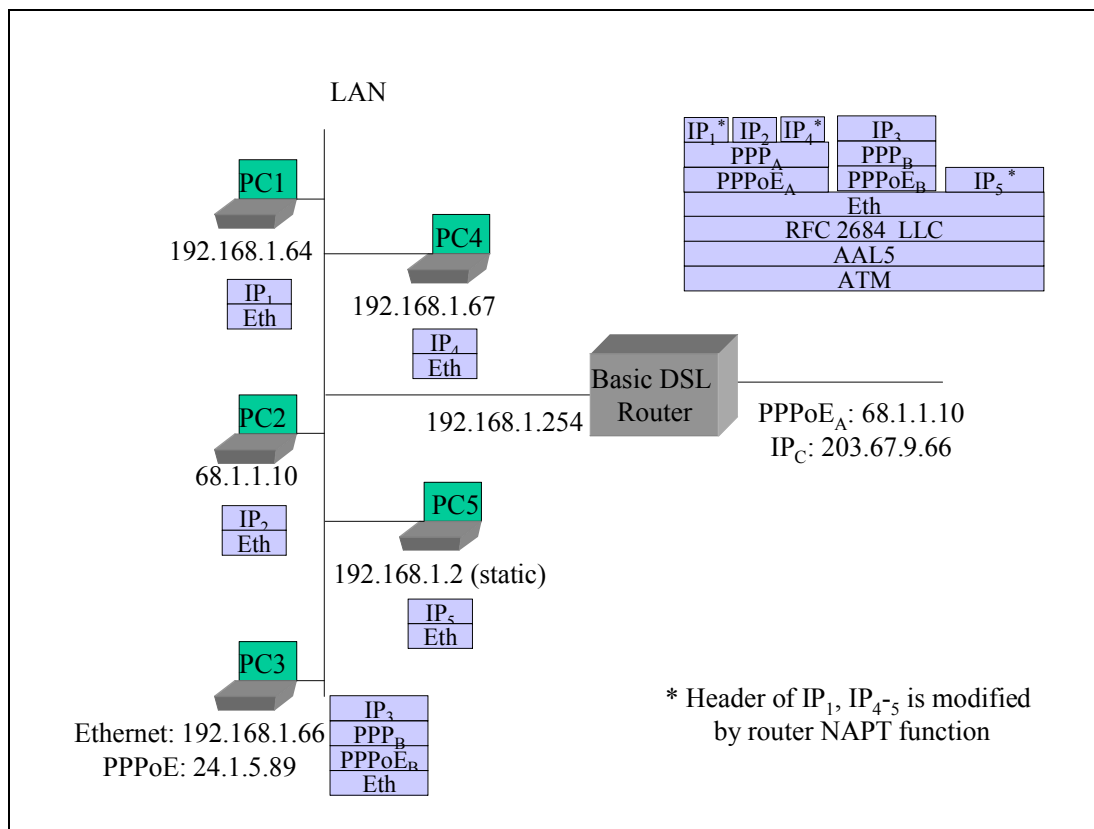 LAN
IP1* IP2 IP4* IP3
PPPA PPPB
PPPoEA PPPoEB IP5*
Eth
RFC 2684 LLC
AAL5
ATM
PC1
192.168.1.64
IP1
Eth
PC4
192.168.1.67
IP4
Eth
Basic DSL
Router
192.168.1.254
PPPoEA: 68.1.1.10
IPC: 203.67.9.66
PC2
68.1.1.10
IP2
Eth
PC5
192.168.1.2 (static)
IP5
Eth
PC3
Ethernet: 192.168.1.66
PPPoE: 24.1.5.89
IP3
PPPB
PPPoEB
Eth
* Header of IP1, IP4-5 is modified
by router NAPT function